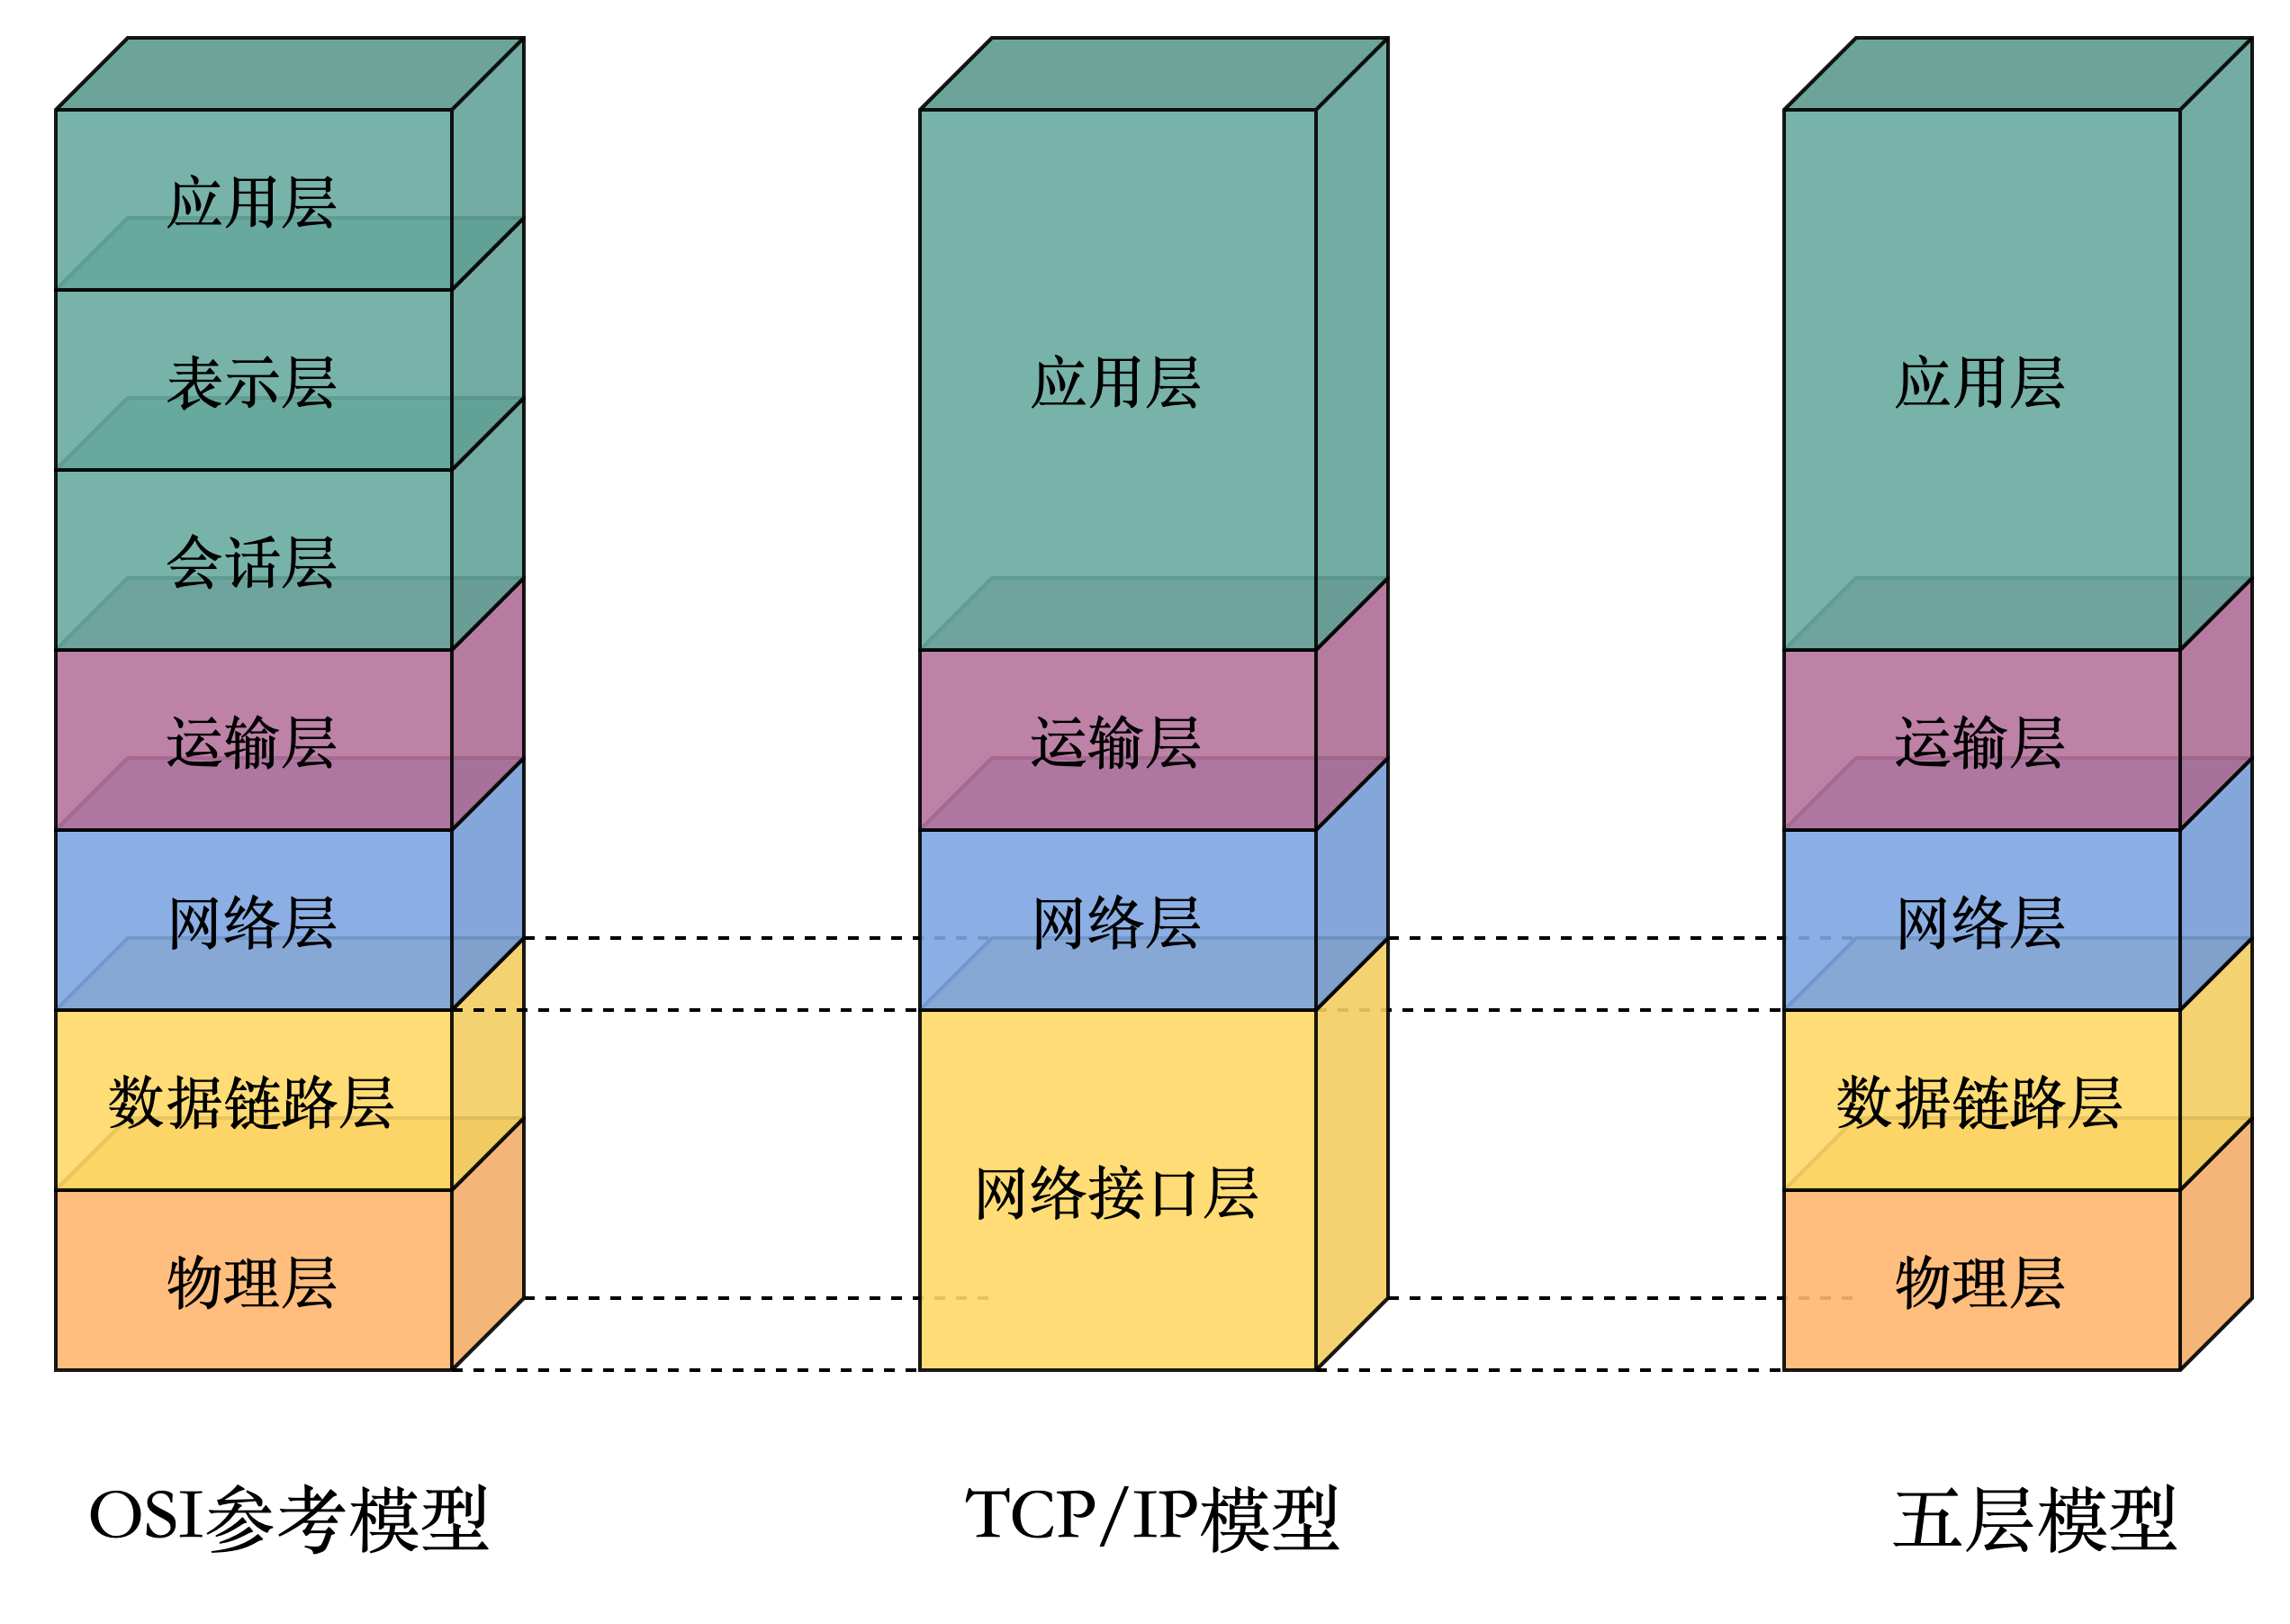 应用层
表示层
会话层
运输层
网络层
数据链路层
物理层
OSI参考模型
应用层
运输层
网络层
网络接口层
TCP/IP模型
应用层
运输层
网络层
数据链路层
物理层
五层模型